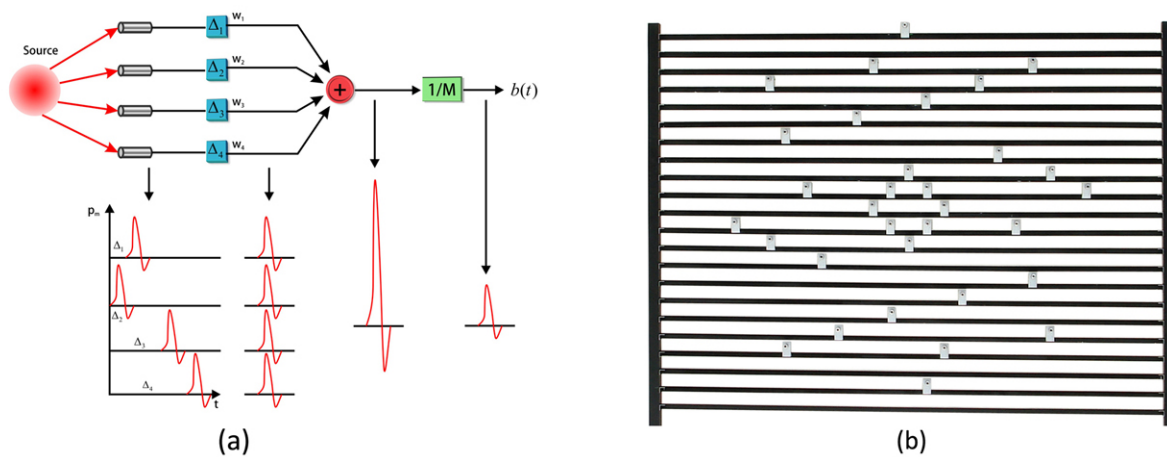 Source
Δ₁ w₁
Δ₂ w₂
Δ₃ w₃
Δ₄ w₄
+
1/M
b(t)
pₘ
Δ₁
Δ₂
Δ₃
Δ₄
t
(a)
(b)